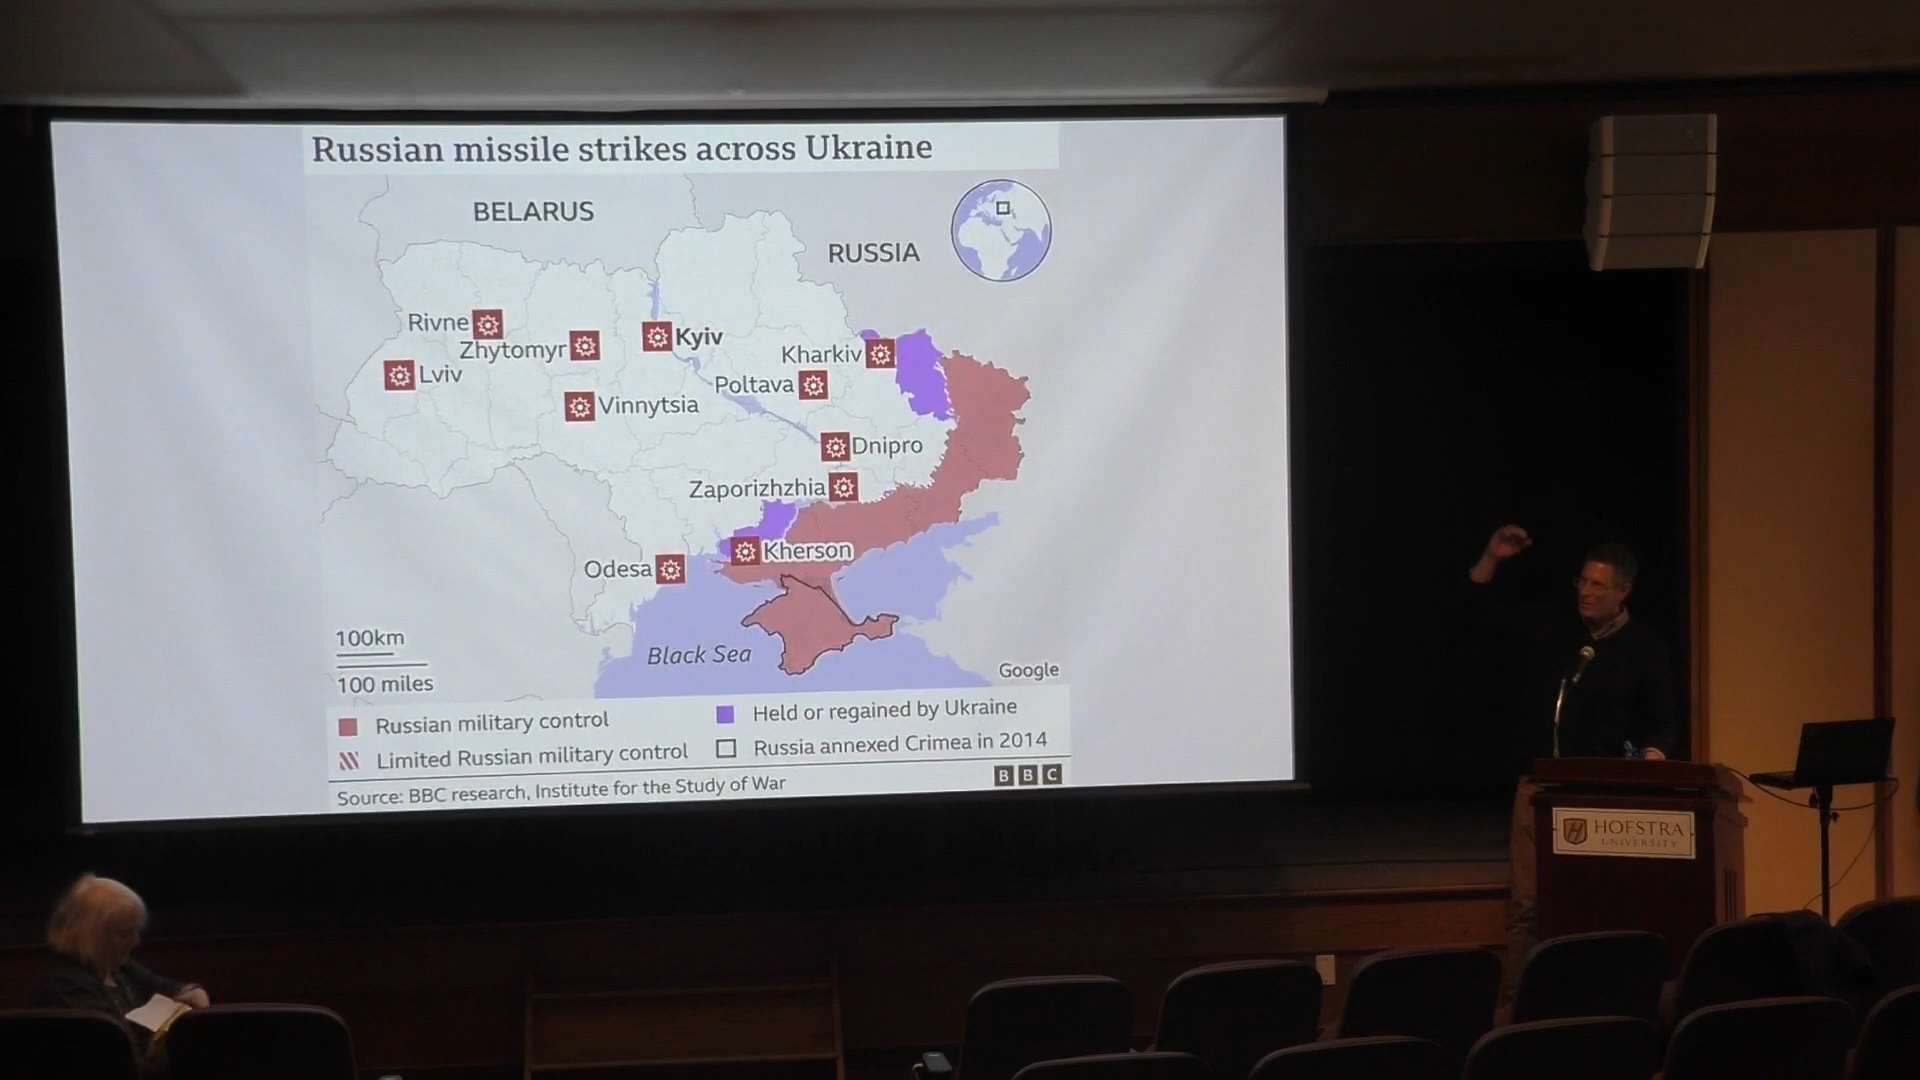 Russian missile strikes across Ukraine
BELARUS
RUSSIA
Rivne
Zhytomyr
Kyiv
Kharkiv
Lviv
Poltava
Vinnytsia
Dnipro
Zaporizhzhia
Kherson
Odesa
100km
Black Sea
100 miles
Google
Russian military control
Held or regained by Ukraine
Limited Russian military control
Russia annexed Crimea in 2014
Source: BBC research, Institute for the Study of War
BBC
HOFSTRA
UNIVERSITY